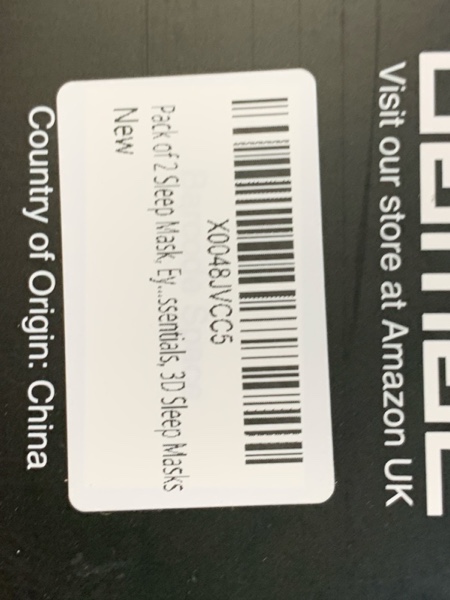 Visit our store at Amazon UK
X0048JVCC5
Pack of 2 Sleep Mask, Ey...ssentials, 3D Sleep Masks
New
Country of Origin: China